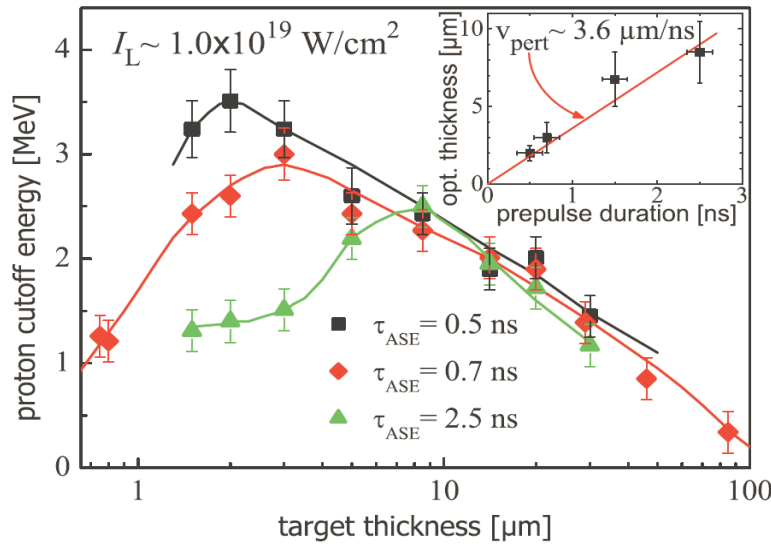 I_L ~ 1.0x10^19 W/cm^2
v_pert ~ 3.6 µm/ns
opt. thickness [µm]
10
5
0
0 1 2 3
prepulse duration [ns]
proton cutoff energy [MeV]
4
3
2
1
0
τ_ASE = 0.5 ns
τ_ASE = 0.7 ns
τ_ASE = 2.5 ns
1 10 100
target thickness [µm]